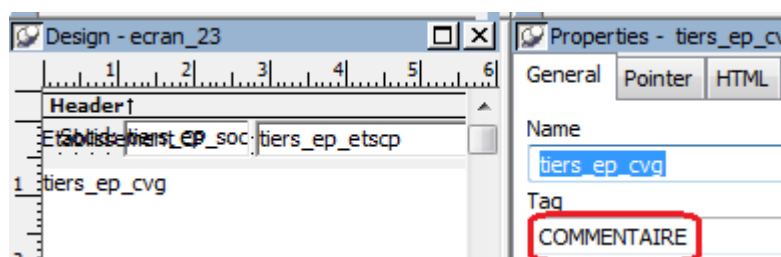 Design - ecran_23
1 2 3 4 5 6
Header↑
tiers_ep_etscp
1
tiers_ep_cvg
Properties - tiers_ep_cv
General Pointer HTML
Name
tiers_ep_cvg
Tag
COMMENTAIRE